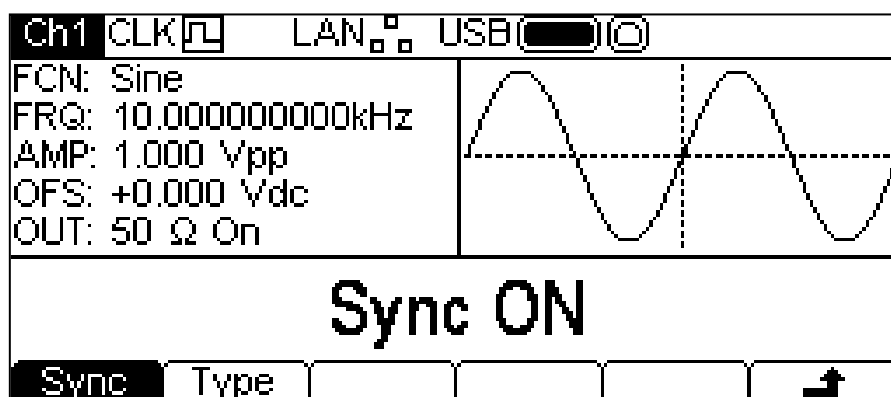 Ch1 CLK LAN USB
FCN: Sine
FRQ: 10.000000000kHz
AMP: 1.000 Vpp
OFS: +0.000 Vdc
OUT: 50 Ω On
Sync ON
Sync Type